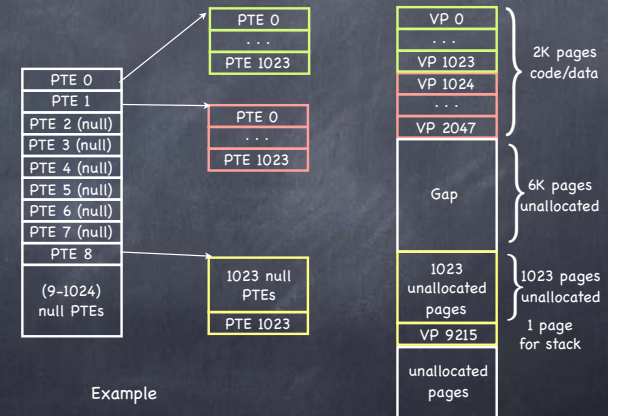 PTE 0
PTE 1
PTE 2 (null)
PTE 3 (null)
PTE 4 (null)
PTE 5 (null)
PTE 6 (null)
PTE 7 (null)
PTE 8
(9-1024)
null PTEs
PTE 0
. . .
PTE 1023
PTE 0
. . .
PTE 1023
1023 null
PTEs
PTE 1023
VP 0
. . .
VP 1023
VP 1024
. . .
VP 2047
Gap
1023
unallocated
pages
VP 9215
unallocated
pages
2K pages
code/data
6K pages
unallocated
1023 pages
unallocated
1 page
for stack
Example